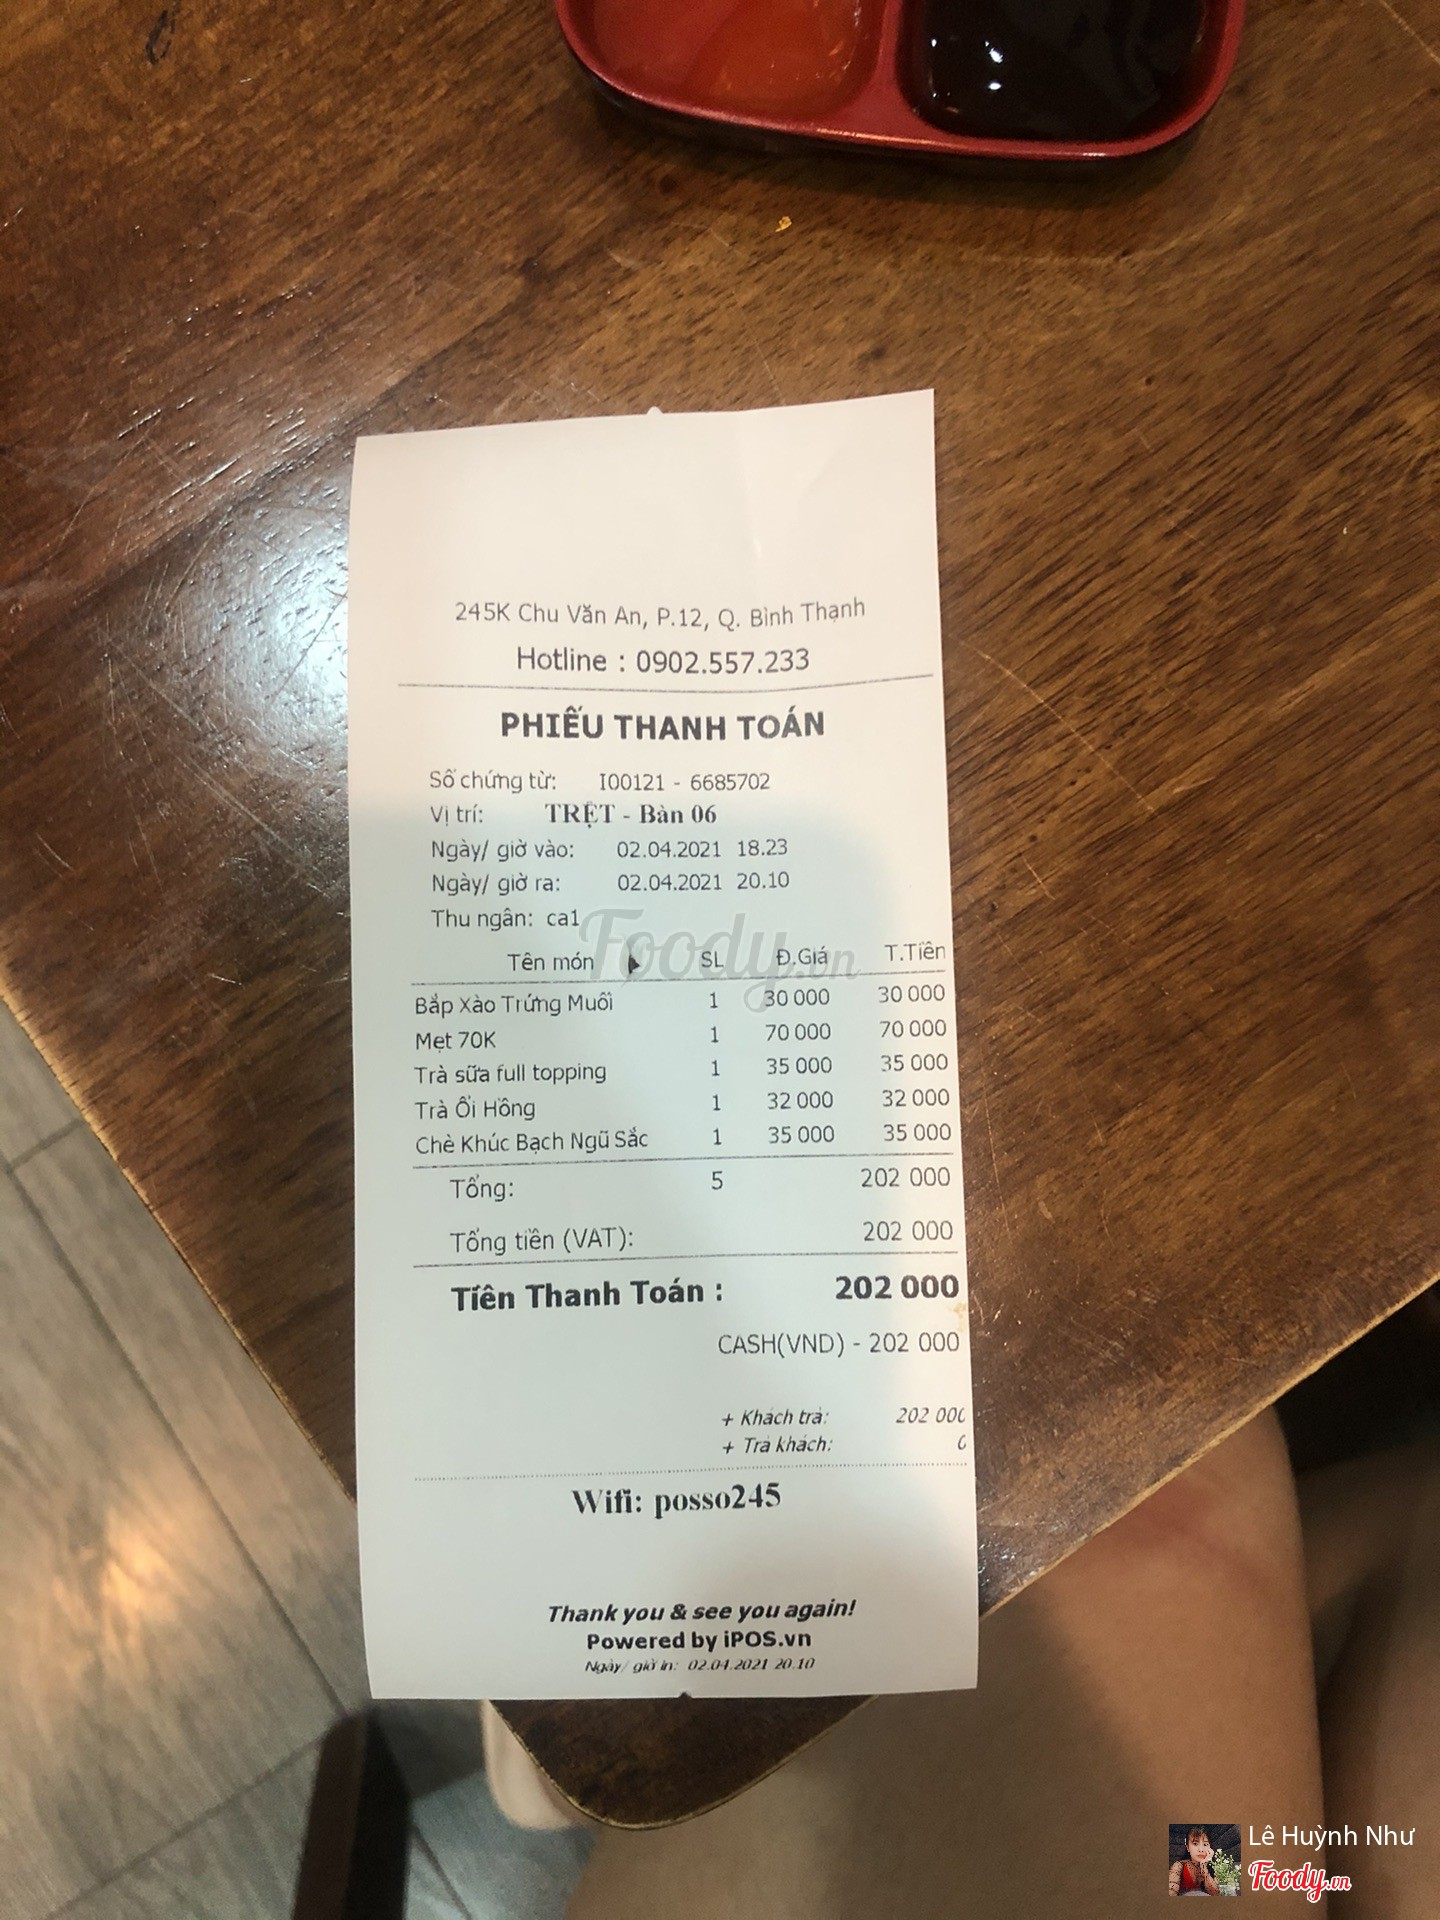 245K Chu Văn An, P.12, Q. Bình Thạnh
Hotline : 0902.557.233
PHIẾU THANH TOÁN
Số chứng từ: I00121 - 6685702
Vị trí: TRỆT - Bàn 06
Ngày/ giờ vào: 02.04.2021 18.23
Ngày/ giờ ra: 02.04.2021 20.10
Thu ngân: ca1
Foody.vn
Tên món SL Đ.Giá T.Tiền
Bắp Xào Trứng Muối 1 30 000 30 000
Mẹt 70K 1 70 000 70 000
Trà sữa full topping 1 35 000 35 000
Trà Ổi Hồng 1 32 000 32 000
Chè Khúc Bạch Ngũ Sắc 1 35 000 35 000
Tổng: 5 202 000
Tổng tiền (VAT): 202 000
Tiền Thanh Toán : 202 000
CASH(VND) - 202 000
+ Khách trả: 202 000
+ Trả khách: 0
Wifi: posso245
Thank you & see you again!
Powered by iPOS.vn
Ngày/ giờ in: 02.04.2021 20.10
Lê Huỳnh Như
Foody.vn